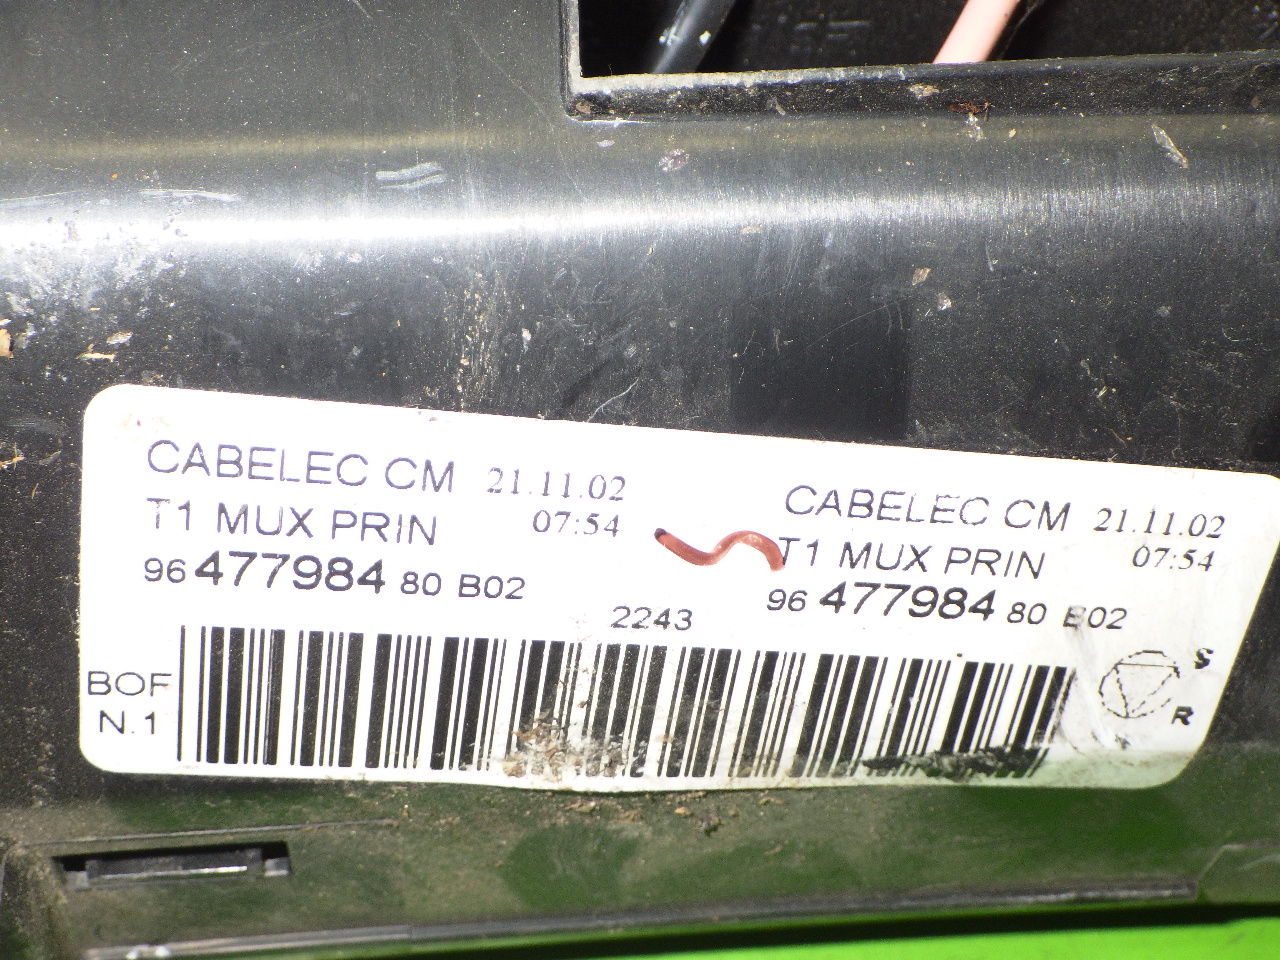 CABELEC CM 21.11.02
T1 MUX PRIN 07:54
96 477984 80 B02
CABELEC CM 21.11.02
T1 MUX PRIN 07:54
96 477984 80 B02
2243
BOF
N.1
S
R